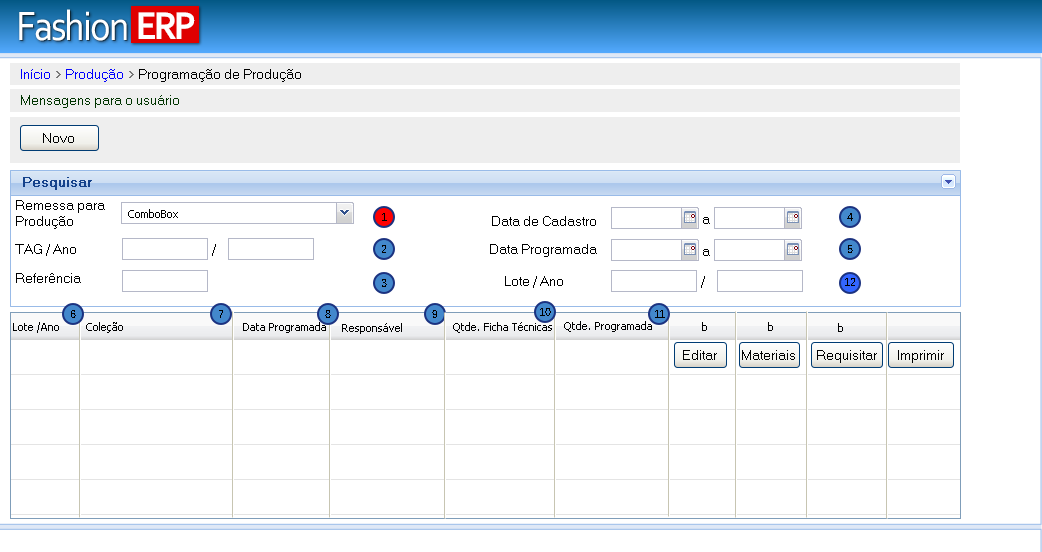 Fashion ERP
Início > Produção > Programação de Produção
Mensagens para o usuário
Novo
Pesquisar
Remessa para
Produção
ComboBox
1
Data de Cadastro
a
4
TAG / Ano
/
2
Data Programada
a
5
Referência
3
Lote / Ano
/
12
6 7 8 9 10 11
Lote /Ano Coleção Data Programada Responsável Qtde. Ficha Técnicas Qtde. Programada b b b
Editar Materiais Requisitar Imprimir